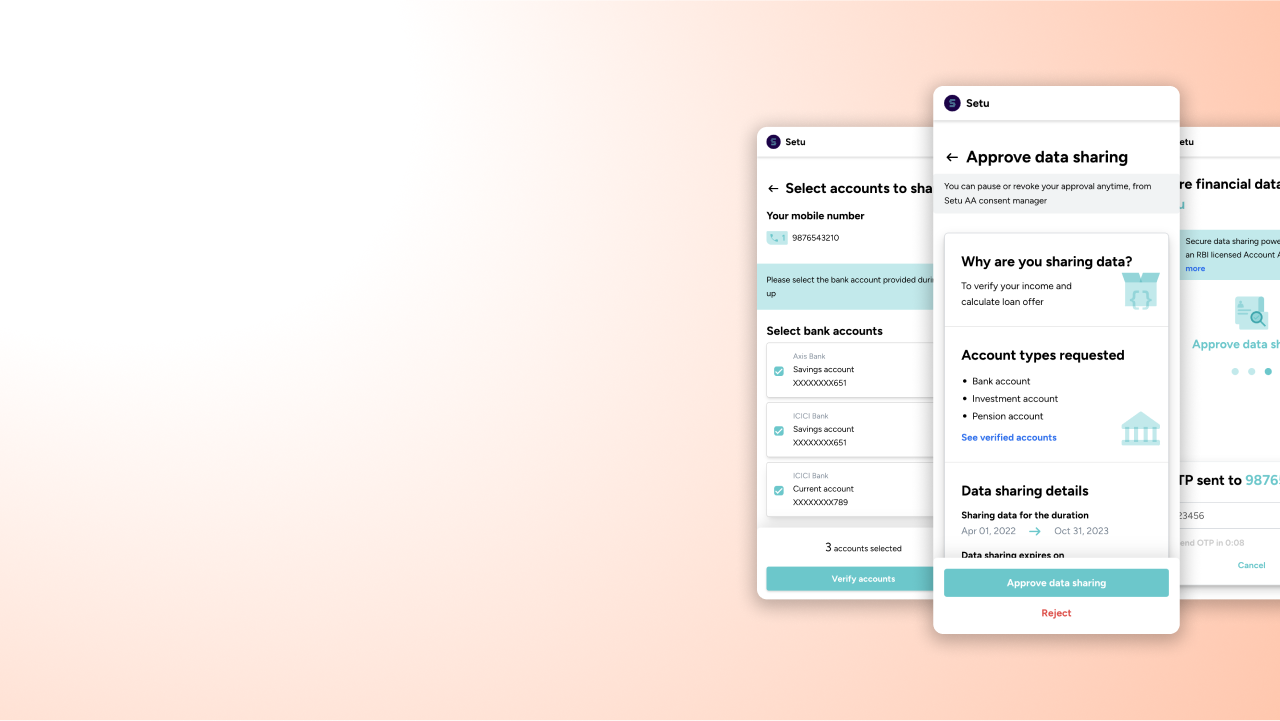 Setu
Select accounts to sha
Your mobile number
1 9876543210
Please select the bank account provided duri
up
Select bank accounts
Axis Bank
Savings account
XXXXXXXX651
ICICI Bank
Savings account
XXXXXXXX651
ICICI Bank
Current account
XXXXXXXX789
3 accounts selected
Verify accounts
S Setu
Approve data sharing
You can pause or revoke your approval anytime, from
Setu AA consent manager
Why are you sharing data?
To verify your income and
calculate loan offer
{}
Account types requested
• Bank account
• Investment account
• Pension account
See verified accounts
Data sharing details
Sharing data for the duration
Apr 01, 2022 → Oct 31, 2023
Data sharing expires on
Approve data sharing
Reject
etu
re financial data
u
Secure data sharing powe
an RBI licensed Account A
more
Approve data sh
TP sent to 9876
23456
end OTP in 0:08
Cancel